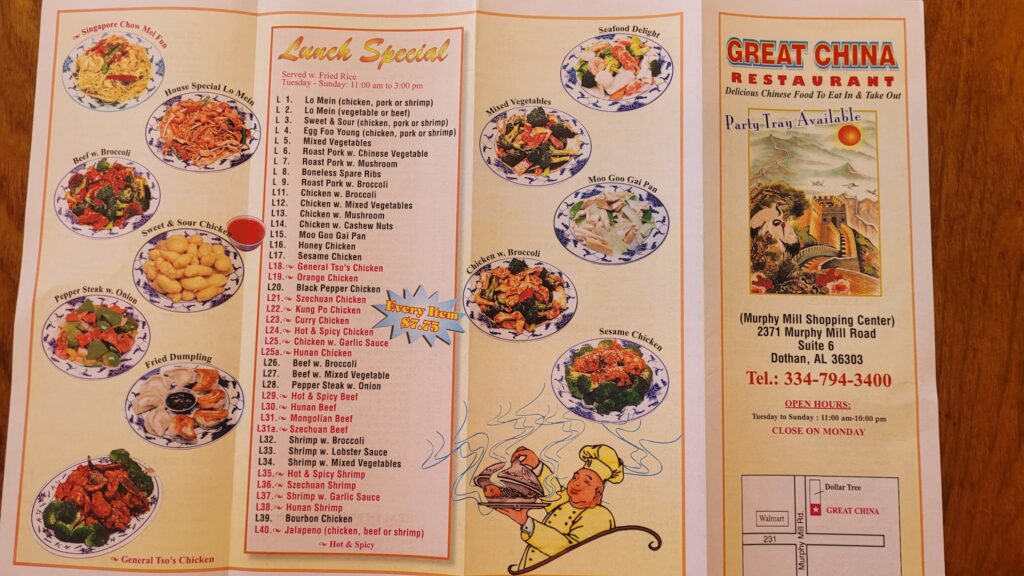 Singapore Chow Mei Fun
House Special Lo Mein
Beef w. Broccoli
Sweet & Sour Chicken
Pepper Steak w. Onion
Fried Dumpling
General Tso's Chicken
Lunch Special
Served w. Fried Rice
Tuesday - Sunday: 11:00 am to 3:00 pm
L 1. Lo Mein (chicken, pork or shrimp)
L 2. Lo Mein (vegetable or beef)
L 3. Sweet & Sour (chicken, pork or shrimp)
L 4. Egg Foo Young (chicken, pork or shrimp)
L 5. Mixed Vegetables
L 6. Roast Pork w. Chinese Vegetable
L 7. Roast Pork w. Mushroom
L 8. Boneless Spare Ribs
L 9. Roast Pork w. Broccoli
L11. Chicken w. Broccoli
L12. Chicken w. Mixed Vegetables
L13. Chicken w. Mushroom
L14. Chicken w. Cashew Nuts
L15. Moo Goo Gai Pan
L16. Honey Chicken
L17. Sesame Chicken
L18. General Tso's Chicken
L19. Orange Chicken
L20. Black Pepper Chicken
L21. Szechuan Chicken
L22. Kung Po Chicken
L23. Curry Chicken
L24. Hot & Spicy Chicken
L25. Chicken w. Garlic Sauce
L25a. Hunan Chicken
L26. Beef w. Broccoli
L27. Beef w. Mixed Vegetable
L28. Pepper Steak w. Onion
L29. Hot & Spicy Beef
L30. Hunan Beef
L31. Mongolian Beef
L31a. Szechuan Beef
L32. Shrimp w. Broccoli
L33. Shrimp w. Lobster Sauce
L34. Shrimp w. Mixed Vegetables
L35. Hot & Spicy Shrimp
L36. Szechuan Shrimp
L37. Shrimp w. Garlic Sauce
L38. Hunan Shrimp
L39. Bourbon Chicken
L40. Jalapeno (chicken, beef or shrimp)
Hot & Spicy
Every Item
$7.75
Seafood Delight
Mixed Vegetables
Moo Goo Gai Pan
Chicken w. Broccoli
Sesame Chicken
GREAT CHINA
RESTAURANT
Delicious Chinese Food To Eat In & Take Out
Party Tray Available
(Murphy Mill Shopping Center)
2371 Murphy Mill Road
Suite 6
Dothan, AL 36303
Tel.: 334-794-3400
OPEN HOURS:
Tuesday to Sunday : 11:00 am-10:00 pm
CLOSE ON MONDAY
Dollar Tree
GREAT CHINA
Walmart
231
Murphy Mill Rd.